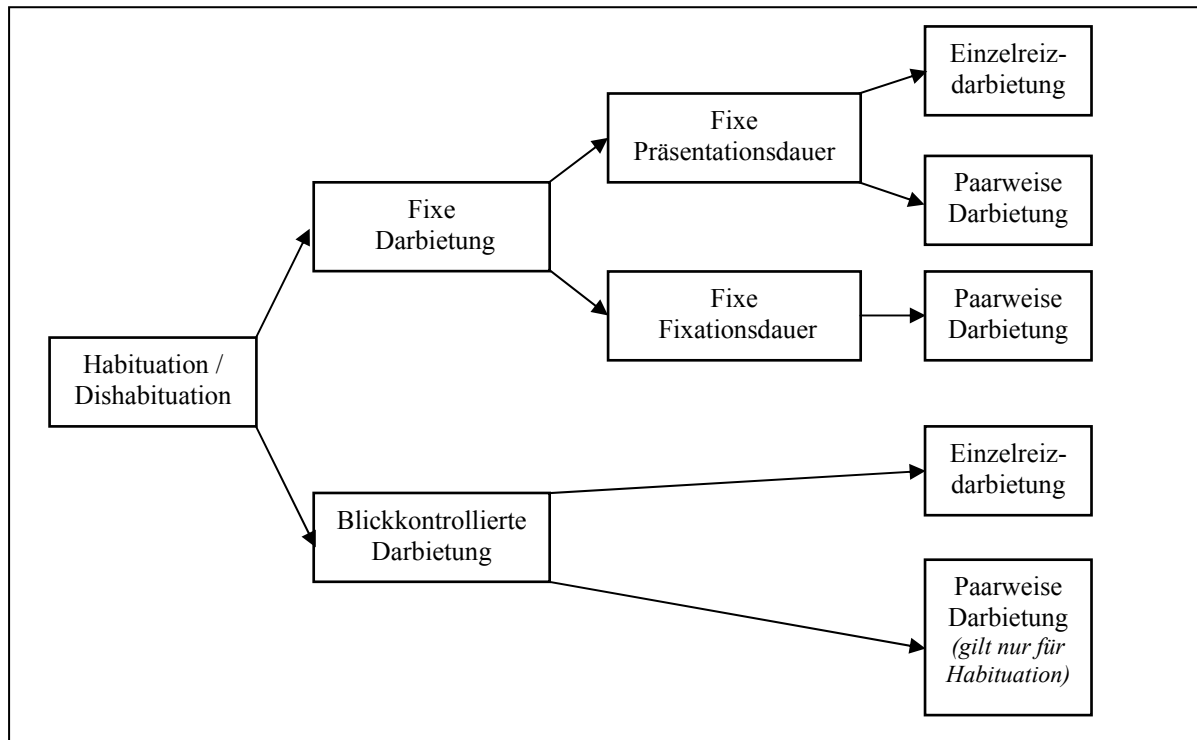 Einzelreiz-
darbietung
Fixe
Präsentationsdauer
Paarweise
Darbietung
Fixe
Darbietung
Fixe
Fixationsdauer
Paarweise
Darbietung
Habituation /
Dishabituation
Einzelreiz-
darbietung
Blickkontrollierte
Darbietung
Paarweise
Darbietung
(gilt nur für
Habituation)